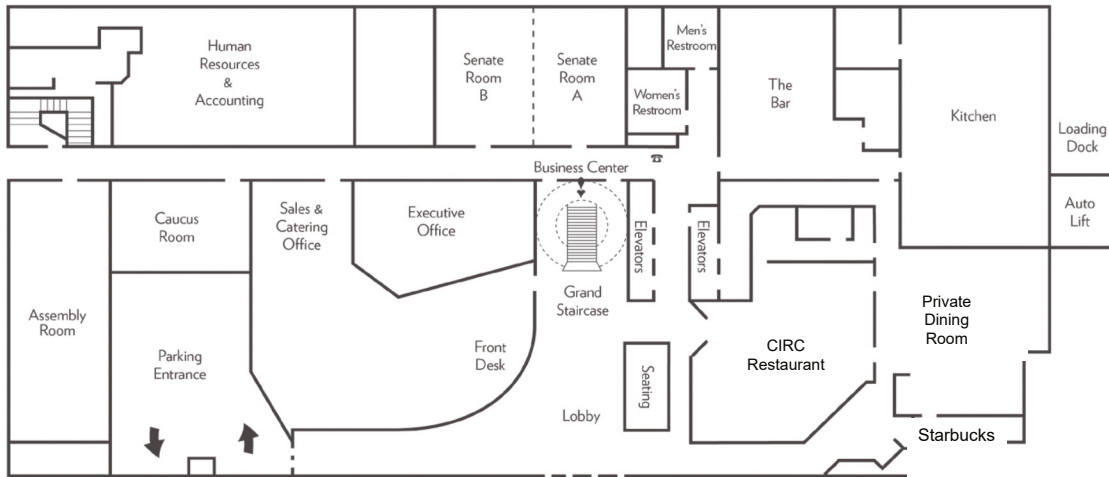 Human
Resources
&
Accounting
Senate
Room
B
Senate
Room
A
Men's
Restroom
Women's
Restroom
The
Bar
Kitchen
Loading
Dock
Auto
Lift
Business Center
Caucus
Room
Sales &
Catering
Office
Executive
Office
Elevators
Elevators
Grand
Staircase
Assembly
Room
Parking
Entrance
Front
Desk
Lobby
Seating
CIRC
Restaurant
Private
Dining
Room
Starbucks